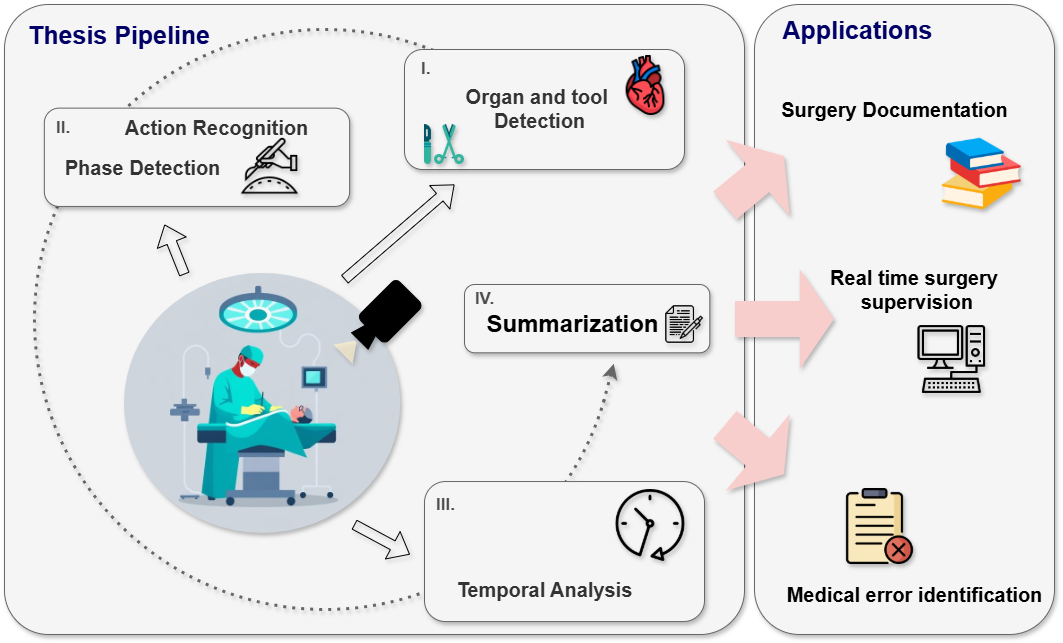 Thesis Pipeline
I.
Organ and tool
Detection
II.
Action Recognition
Phase Detection
IV.
Summarization
III.
Temporal Analysis
Applications
Surgery Documentation
Real time surgery
supervision
Medical error identification